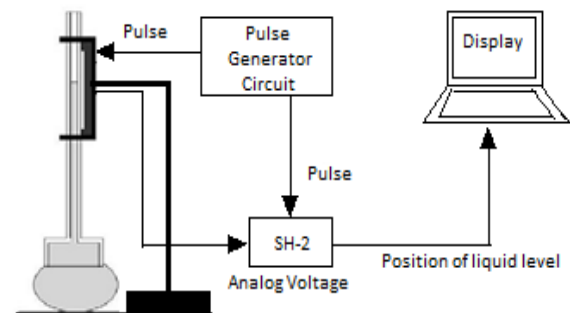 Pulse
Pulse
Generator
Circuit
Display
Pulse
SH-2
Analog Voltage
Position of liquid level